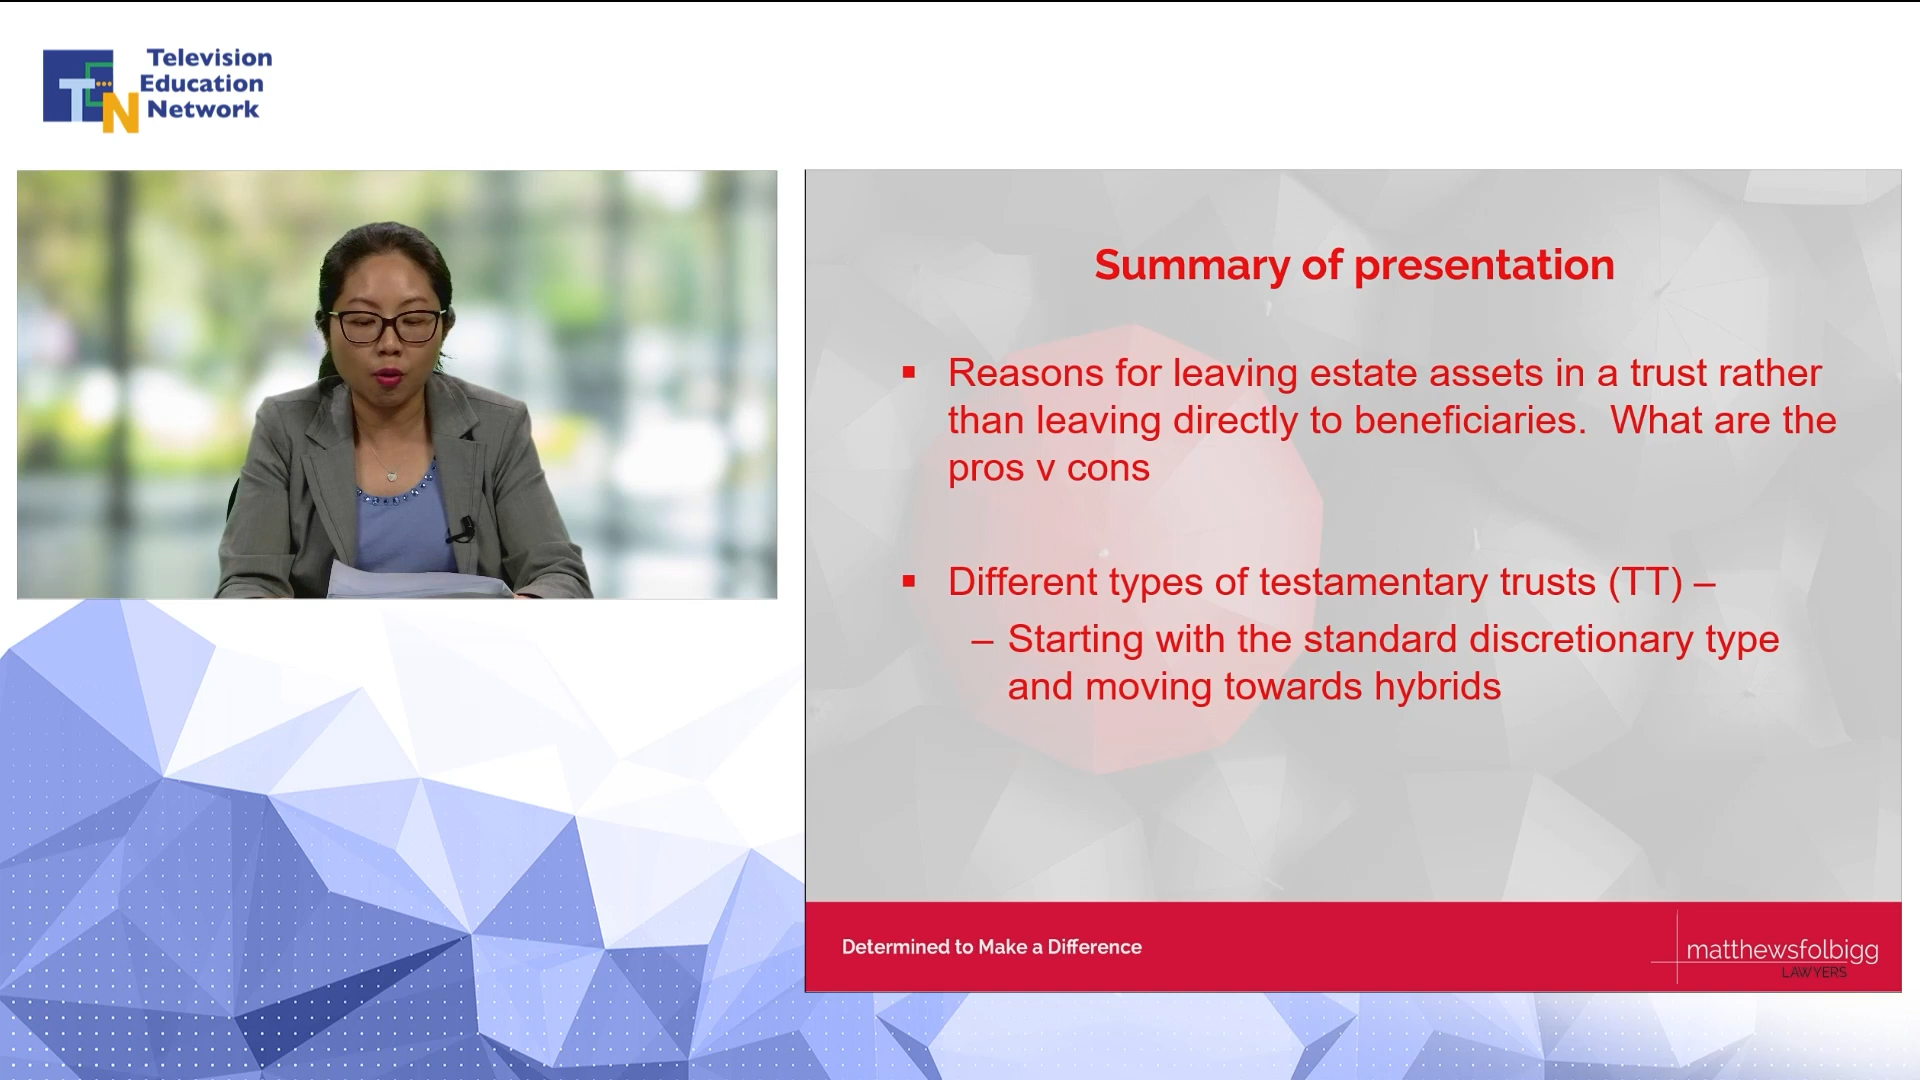 Television
Education
Network
TEN
Summary of presentation
▪ Reasons for leaving estate assets in a trust rather
than leaving directly to beneficiaries.  What are the
pros v cons
▪ Different types of testamentary trusts (TT) –
– Starting with the standard discretionary type
and moving towards hybrids
Determined to Make a Difference
matthewsfolbigg
LAWYERS